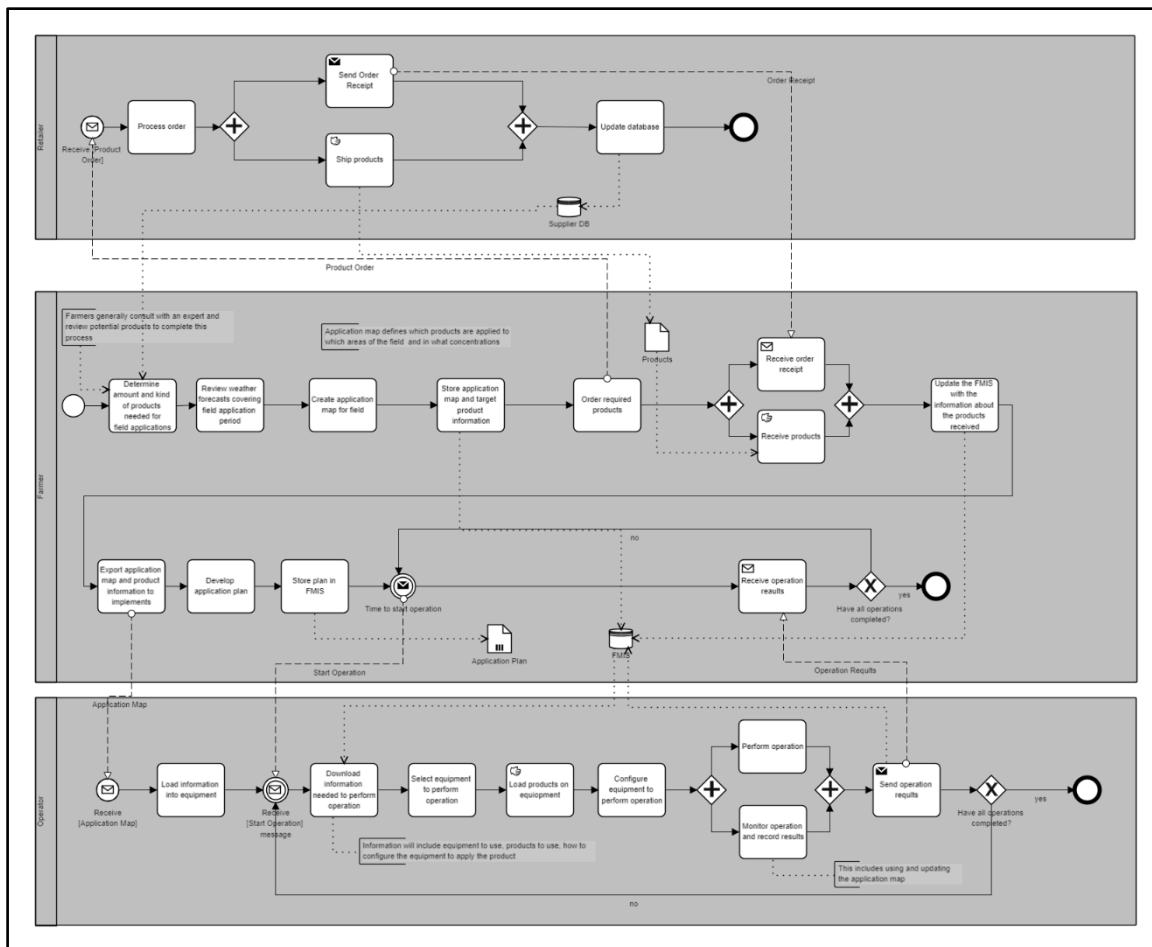 Retailer
Send Order
Receipt
Order Receipt
Process order
Update database
Receive [Product
Order]
Ship products
Supplier DB
Product Order
Farmer
Farmers generally consult with an expert and
review potential products to complete this
process
Application map defines which products are applied to
which areas of the field and in what concentrations
Products
Receive order
receipt
Determine
amount and kind
of products
needed for
field applications
Review weather
forecasts covering
field application
period
Create application
map for field
Store application
map and target
product
information
Order required
products
Receive products
Update the FMIS
with the
information about
the products
received
no
Export application
map and product
information to
implements
Develop
application plan
Store plan in
FMIS
Time to start operation
Receive operation
reaults
yes
Have all operations
completed?
Application Plan
FMIS
Start Operation
Operation Requlta
Application Map
Operator
Perform operation
Load information
into equipment
Download
information
needed to perform
operation
Select equipment
to perform
operation
Load products on
equiopment
Configure
equipment to
perform operation
Send operation
requlta
yes
Receive
[Application Map]
Receive
[Start Operation]
message
Have all operations
completed?
Monitor operation
and record results
Information will include equipment to use, products to use, how to
configure the equipment to apply the product
This includes using and updating
the application map
no